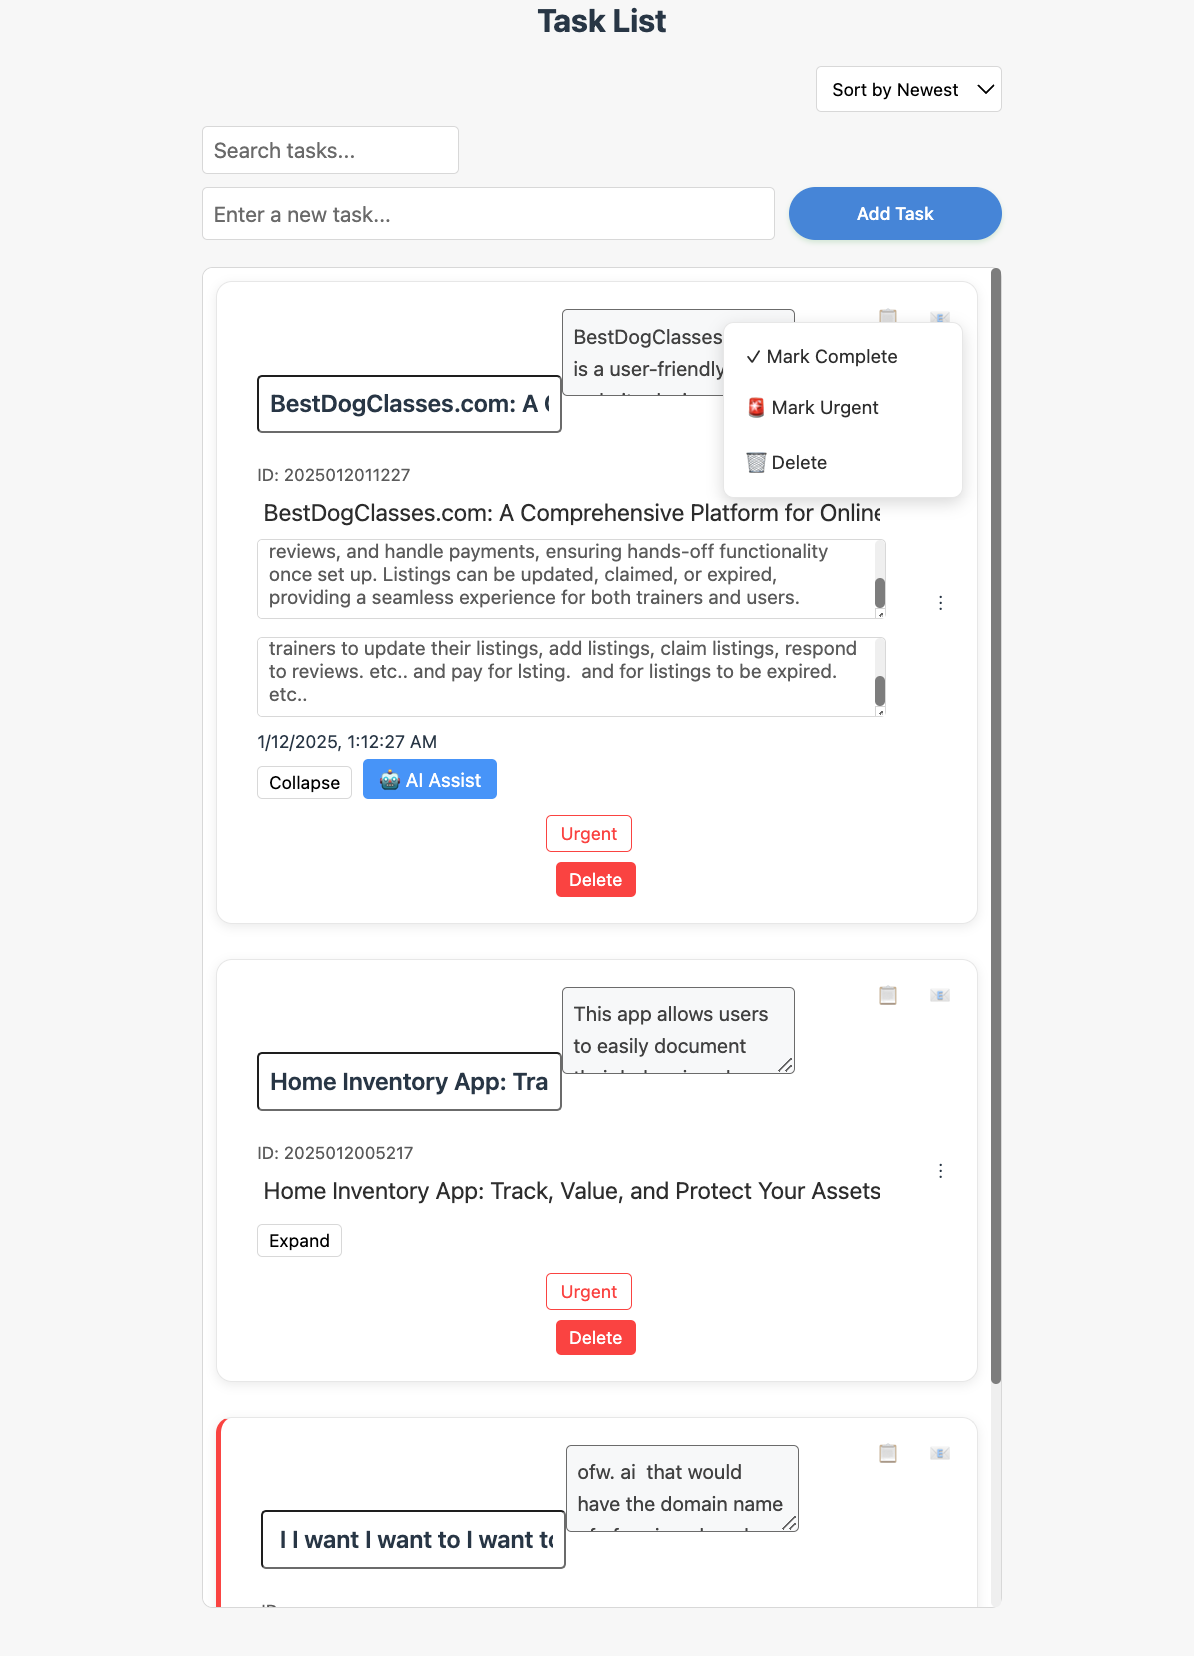 Task List
Sort by Newest
Search tasks...
Enter a new task...
Add Task
BestDogClasses
is a user-friendly
BestDogClasses.com: A
✓ Mark Complete
🚨 Mark Urgent
🗑️ Delete
ID: 2025012011227
BestDogClasses.com: A Comprehensive Platform for Online
reviews, and handle payments, ensuring hands-off functionality
once set up. Listings can be updated, claimed, or expired,
providing a seamless experience for both trainers and users.
trainers to update their listings, add listings, claim listings, respond
to reviews. etc.. and pay for lsting.  and for listings to be expired.
etc..
1/12/2025, 1:12:27 AM
Collapse
🤖 AI Assist
Urgent
Delete
This app allows users
to easily document
Home Inventory App: Tra
ID: 2025012005217
Home Inventory App: Track, Value, and Protect Your Assets
Expand
Urgent
Delete
ofw. ai  that would
have the domain name
I I want I want to I want to